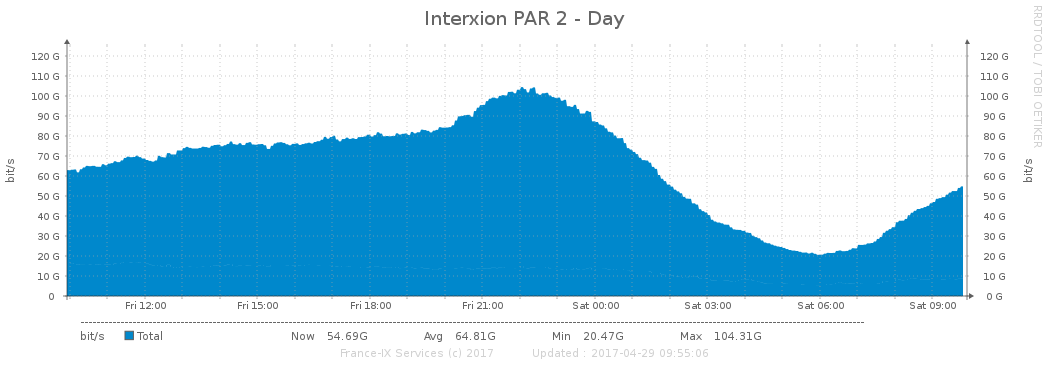 Interxion PAR 2 - Day
RRDTOOL / TOBI OETIKER
120 G 120 G
110 G 110 G
100 G 100 G
90 G 90 G
80 G 80 G
70 G 70 G
60 G 60 G
50 G 50 G
40 G 40 G
30 G 30 G
20 G 20 G
10 G 10 G
0 0 G
bit/s
bit/s
Fri 12:00 Fri 15:00 Fri 18:00 Fri 21:00 Sat 00:00 Sat 03:00 Sat 06:00 Sat 09:00
bit/s Total Now 54.69G Avg 64.81G Min 20.47G Max 104.31G
France-IX Services (c) 2017 Updated : 2017-04-29 09:55:06